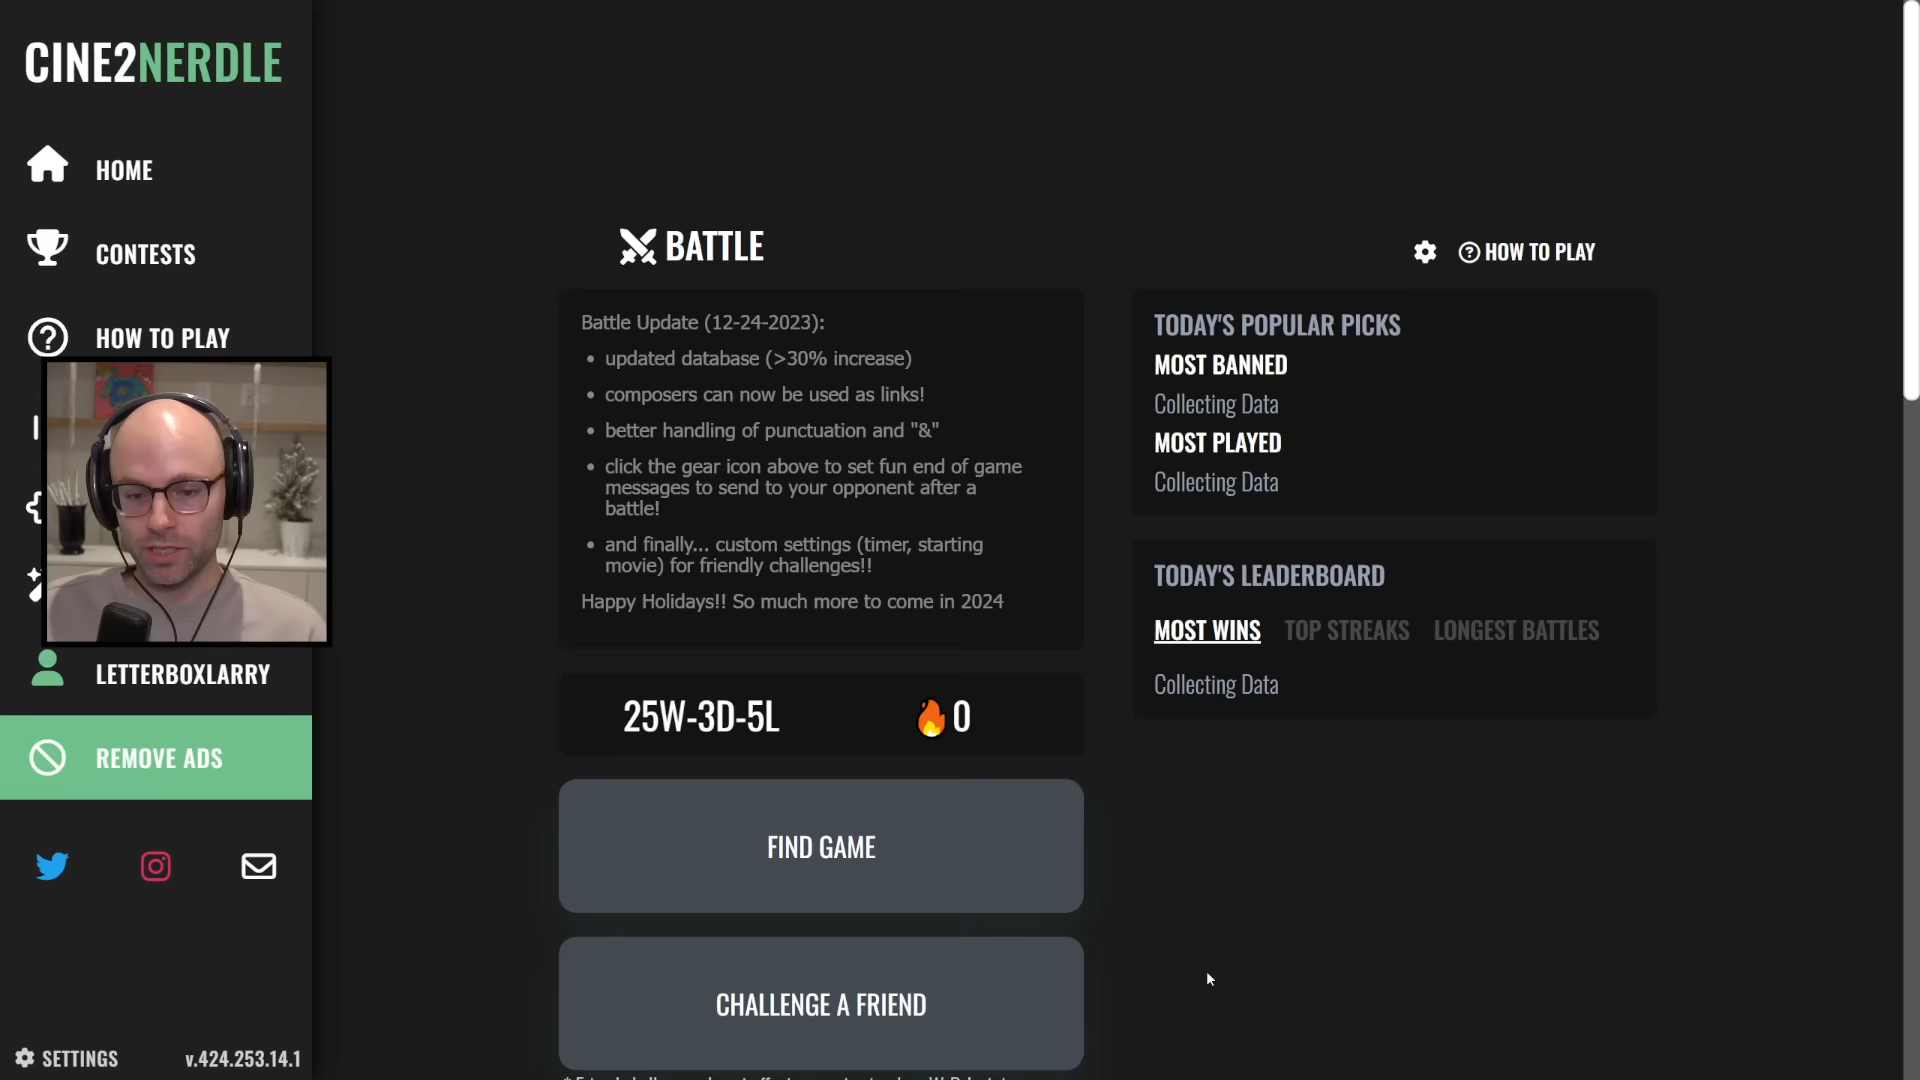 CINE2NERDLE
HOME
CONTESTS
HOW TO PLAY
LETTERBOXLARRY
REMOVE ADS
SETTINGS
v.424.253.14.1
BATTLE
HOW TO PLAY
Battle Update (12-24-2023):
• updated database (>30% increase)
• composers can now be used as links!
• better handling of punctuation and "&"
• click the gear icon above to set fun end of game
messages to send to your opponent after a
battle!
• and finally... custom settings (timer, starting
movie) for friendly challenges!!
Happy Holidays!! So much more to come in 2024
25W-3D-5L
0
FIND GAME
CHALLENGE A FRIEND
TODAY'S POPULAR PICKS
MOST BANNED
Collecting Data
MOST PLAYED
Collecting Data
TODAY'S LEADERBOARD
MOST WINS TOP STREAKS LONGEST BATTLES
Collecting Data